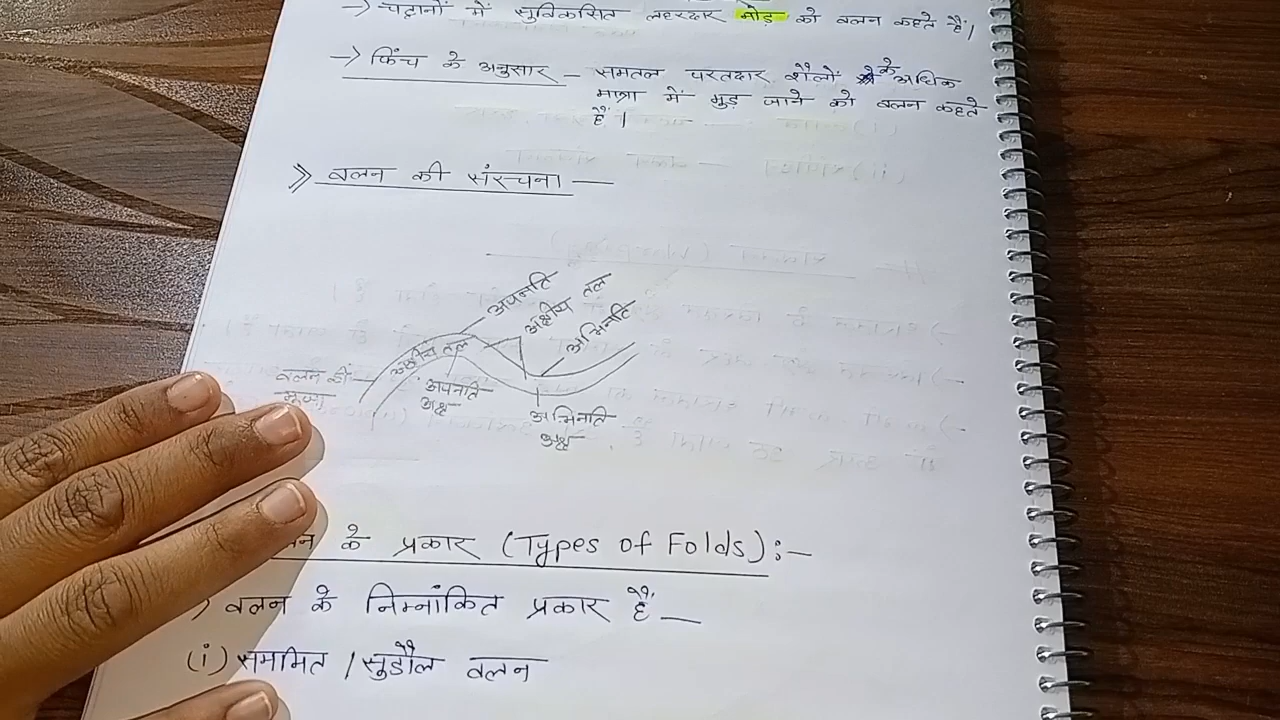 → चट्टानों में सुविकसित लहरदार मोड़ को वलन कहते हैं।
→ फिंच के अनुसार – समतल परतदार शैलों के अधिक
मात्रा में मुड़ जाने को वलन कहते
हैं।
» वलन की संरचना —
अपनति
अक्षीय तल
अभिनति
अक्षीय तल
वलन की
भुजा
अपनति
अक्ष
अभिनति
अक्ष
के प्रकार (Types of Folds) :—
वलन के निम्नांकित प्रकार हैं —
(i) सममित / सुडौल वलन